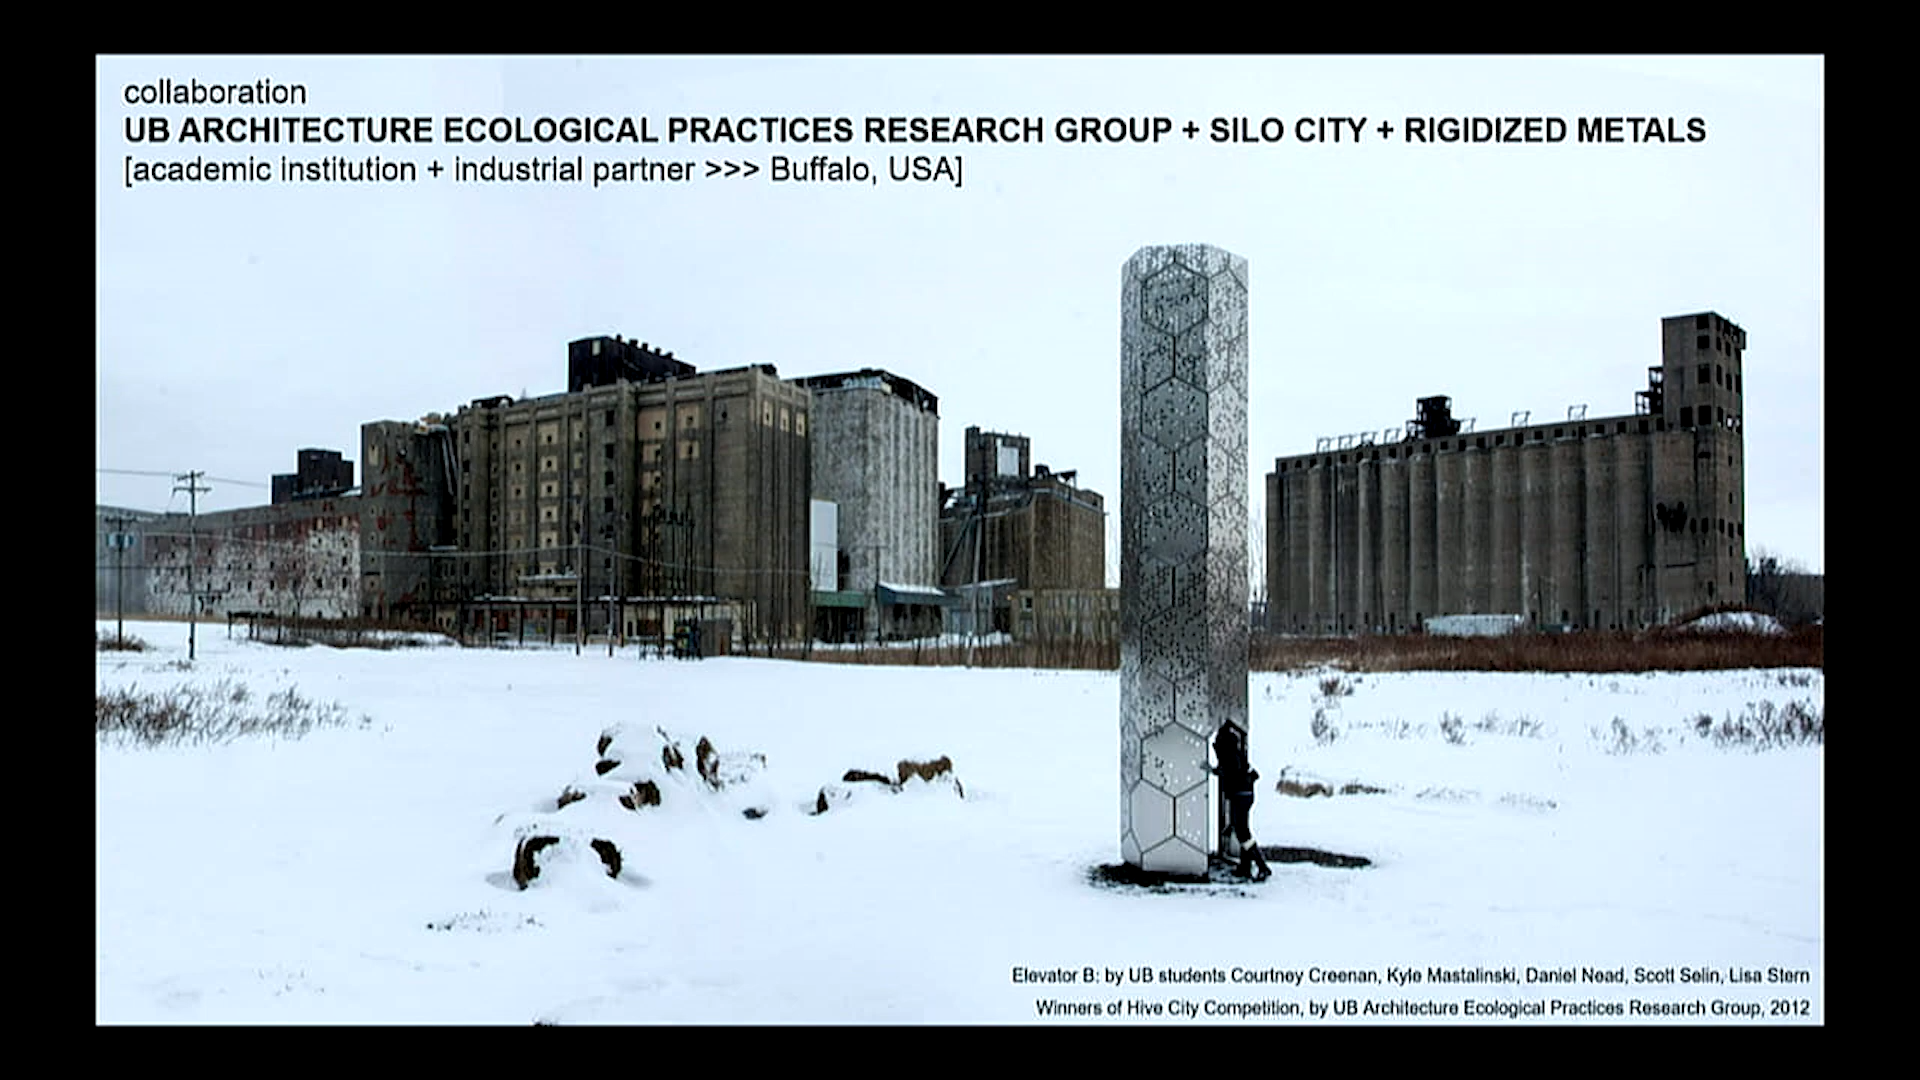 collaboration
UB ARCHITECTURE ECOLOGICAL PRACTICES RESEARCH GROUP + SILO CITY + RIGIDIZED METALS
[academic institution + industrial partner >>> Buffalo, USA]
Elevator B: by UB students Courtney Creenan, Kyle Mastalinski, Daniel Nead, Scott Selin, Lisa Stern
Winners of Hive City Competition, by UB Architecture Ecological Practices Research Group, 2012